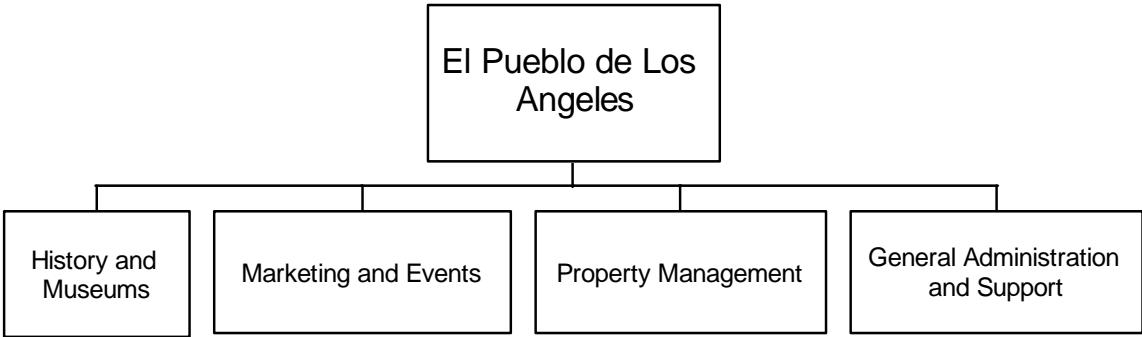 El Pueblo de Los
Angeles
History and
Museums
Marketing and Events
Property Management
General Administration
and Support